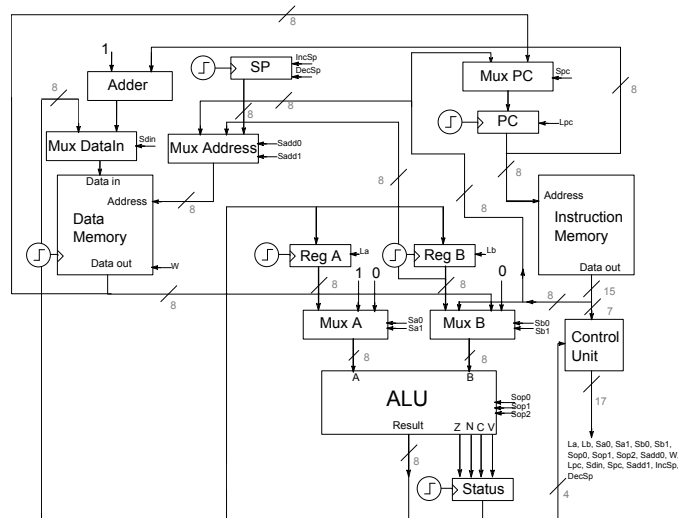 8
1
IncSp
SP
DecSp
Mux PC
Spc
8
8
Adder
8
8
PC
Lpc
Mux DataIn
Sdin
Mux Address
Sadd0
Sadd1
8
Data in
Address
8
8
8
Address
Data
Memory
Instruction
Memory
Reg A
La
Reg B
Lb
Data out
W
Data out
8
8
1
0
8
0
8
15
7
Mux A
Sa0
Sa1
Mux B
Sb0
Sb1
Control
Unit
8
8
A
B
ALU
Sop0
Sop1
Sop2
17
Result
Z N C V
8
La, Lb, Sa0, Sa1, Sb0, Sb1,
Sop0, Sop1, Sop2, Sadd0, W,
Lpc, Sdin, Spc, Sadd1, IncSp,
DecSp
Status
4